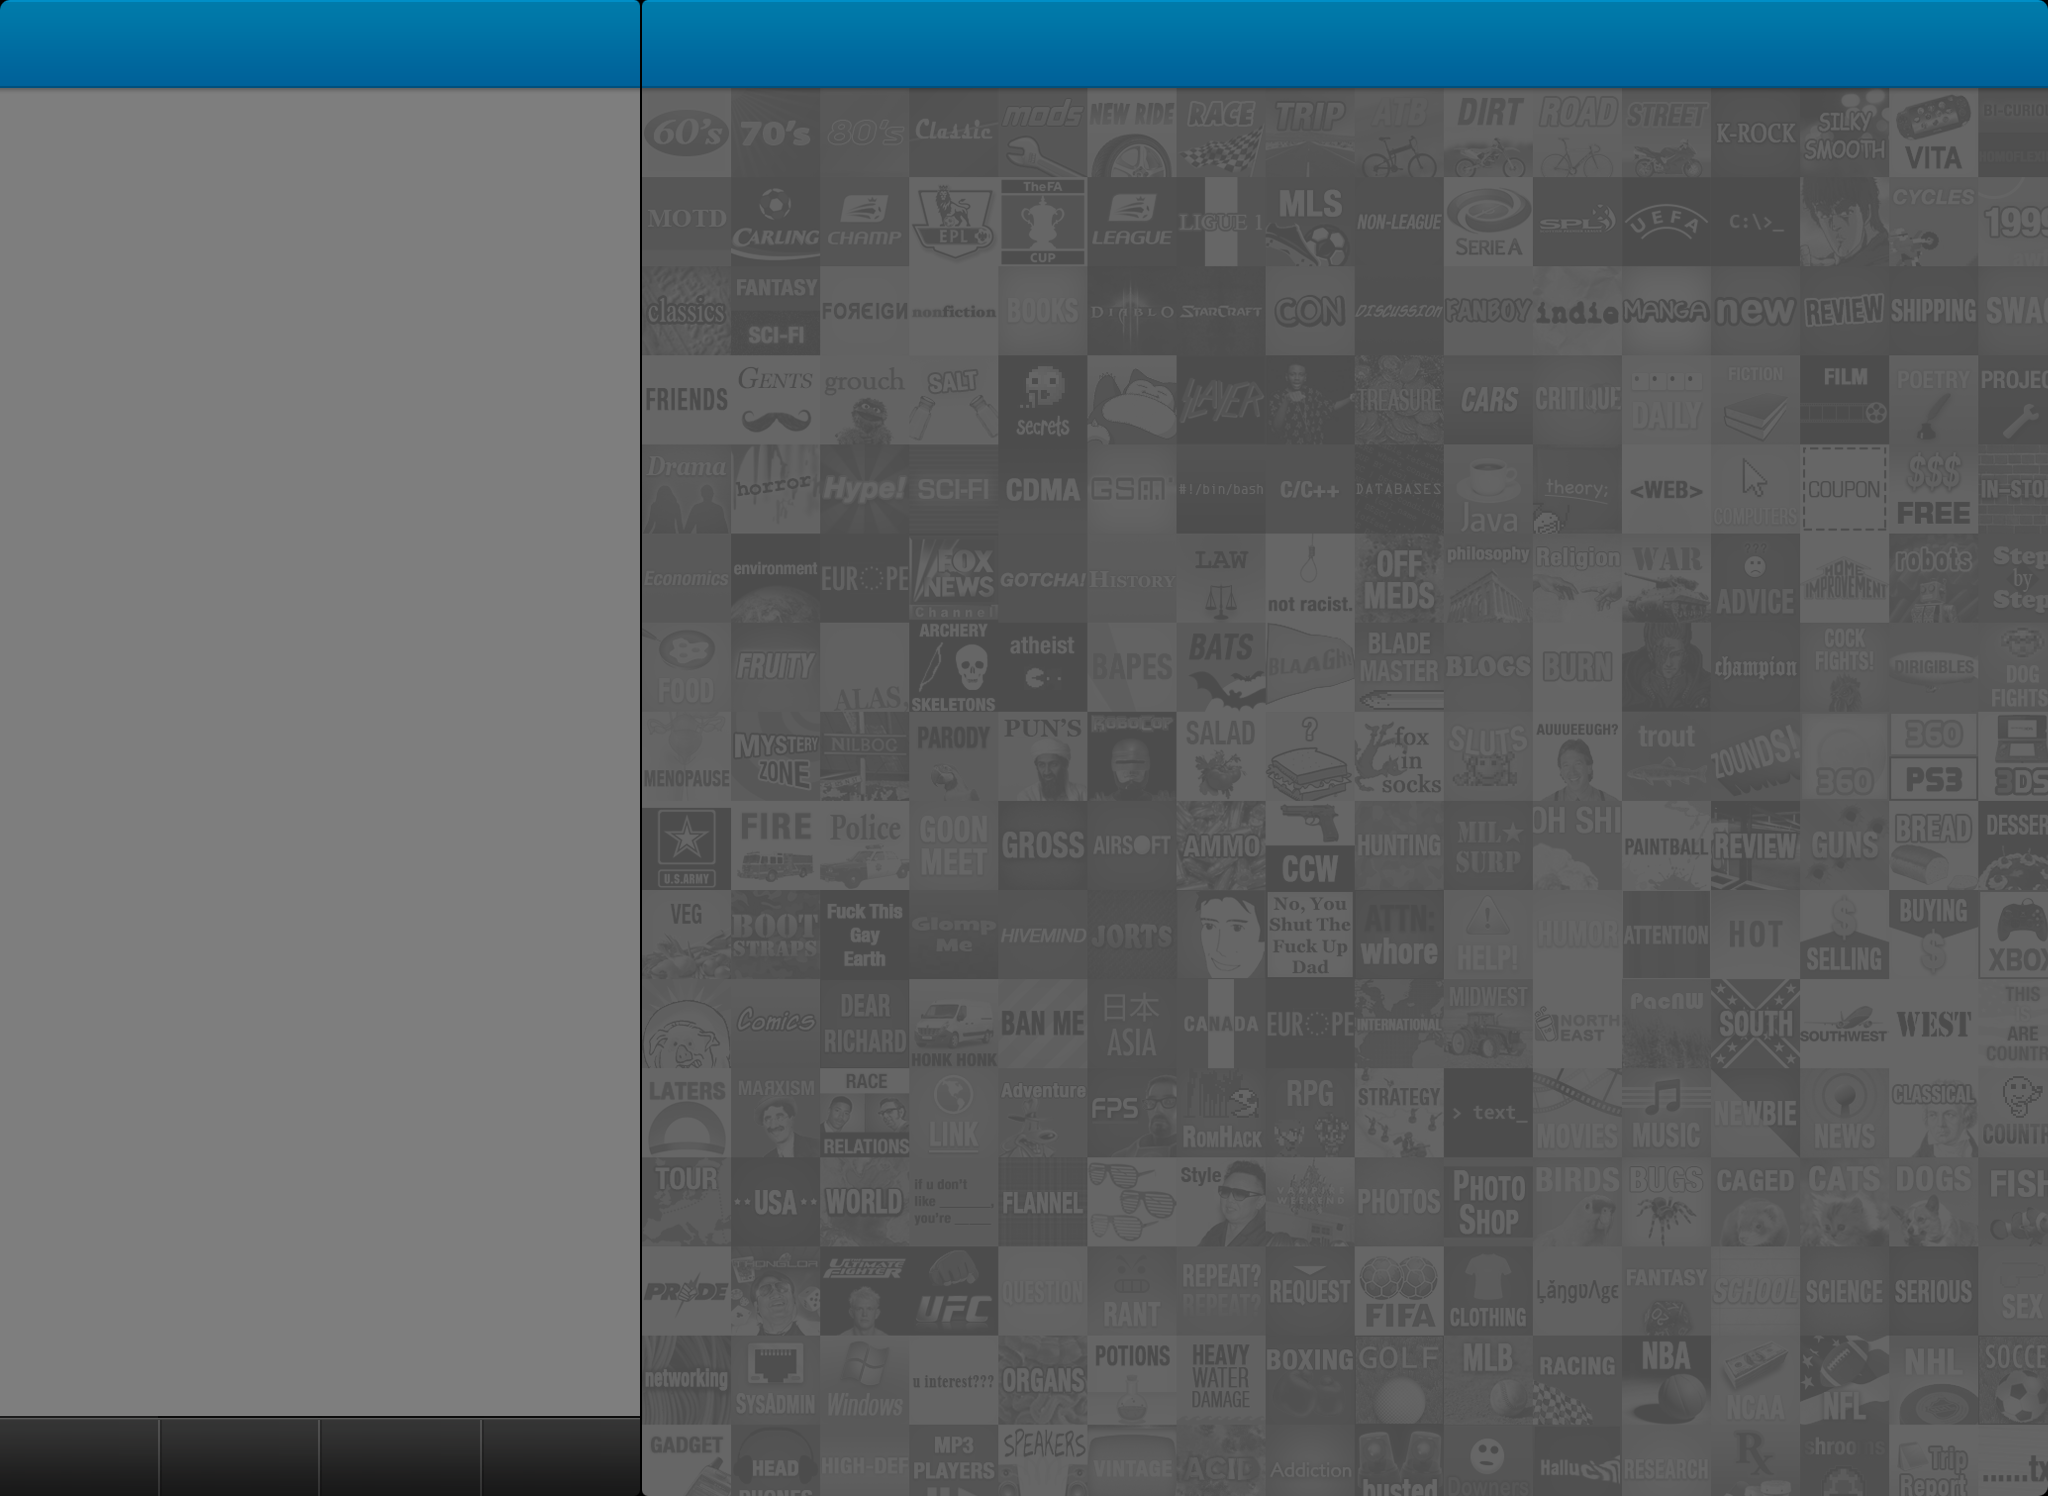 60's 70's 80's Classic mods NEW RIDE RACE TRIP ATB DIRT ROAD STREET K-ROCK SILKY SMOOTH VITA BI-CURIOU
MOTD CARLING CHAMP EPL TheFA CUP LEAGUE LIGUE 1 MLS NON-LEAGUE SERIE A SPL UEFA C:\>_ CYCLES 1999
classics FANTASY SCI-FI FOREIGN nonfiction BOOKS DIABLO STARCRAFT CON DISCUSSION FANBOY indie MANGA new REVIEW SHIPPING SWAG
FRIENDS GENTS grouch SALT secrets SLAYER TREASURE CARS CRITIQUE DAILY FICTION FILM POETRY PROJEC
Drama horror Hype! SCI-FI CDMA GSM #!/bin/bash C/C++ DATABASES Java theory; <WEB> COMPUTERS COUPON $$$ FREE IN-STO
Economics environment EUROPE FOX NEWS Channel GOTCHA! HISTORY LAW not racist. OFF MEDS philosophy Religion WAR ??? ADVICE HOME IMPROVEMENT robots Step by Step
FOOD FRUITY ALAS. ARCHERY SKELETONS atheist BAPES BATS BLAAGH BLADE MASTER BLOGS BURN champion COCK FIGHTS! DIRIGIBLES DOG FIGHTS
MENOPAUSE MYSTERY ZONE NILBOG PARODY PUN'S ROBOCOP SALAD ? fox in socks SLUTS AUUUEEUGH? trout ZOUNDS! 360 360 PS3 3DS
U.S.ARMY FIRE Police GOON MEET GROSS AIRSOFT AMMO CCW HUNTING MIL★SURP OH SHI PAINTBALL REVIEW GUNS BREAD DESSER
VEG BOOT STRAPS Fuck This Gay Earth Glomp Me HIVEMIND JORTS No, You Shut The Fuck Up Dad ATTN: whore HELP! HUMOR ATTENTION HOT SELLING BUYING XBOX
Comics DEAR RICHARD HONK HONK BAN ME 日本 ASIA CANADA EUROPE INTERNATIONAL MIDWEST NORTH EAST PacNW SOUTH SOUTHWEST WEST THIS IS ARE COUNTR
LATERS MARXISM RACE RELATIONS LINK Adventure FPS ROMHACK RPG STRATEGY > text_ MOVIES MUSIC NEWBIE NEWS CLASSICAL COUNTR
TOUR USA WORLD if u don't like ______, you're _____ FLANNEL Style VAMPIRE WEEKEND PHOTOS PHOTO SHOP BIRDS BUGS CAGED CATS DOGS FISH
PRIDE ULTIMATE FIGHTER UFC QUESTION RANT REPEAT? REPEAT? REQUEST FIFA CLOTHING LangUAge FANTASY SCHOOL SCIENCE SERIOUS SEX
networking SYSADMIN Windows u interest??? ORGANS POTIONS HEAVY WATER DAMAGE BOXING GOLF MLB RACING NBA NCAA NFL NHL SOCCE
GADGET HEAD PHONES HIGH-DEF MP3 PLAYERS SPEAKERS VINTAGE ACID Addiction busted Downers Halluci RESEARCH Rx shrooms Trip Report ......tx